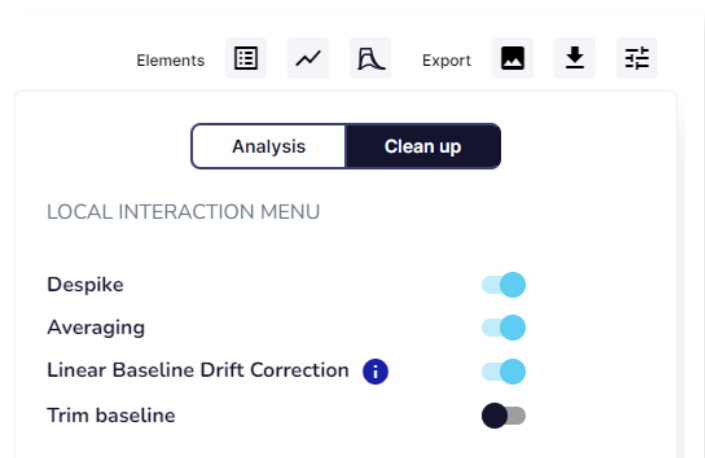 Elements Export
Analysis Clean up
LOCAL INTERACTION MENU
Despike
Averaging
Linear Baseline Drift Correction i
Trim baseline